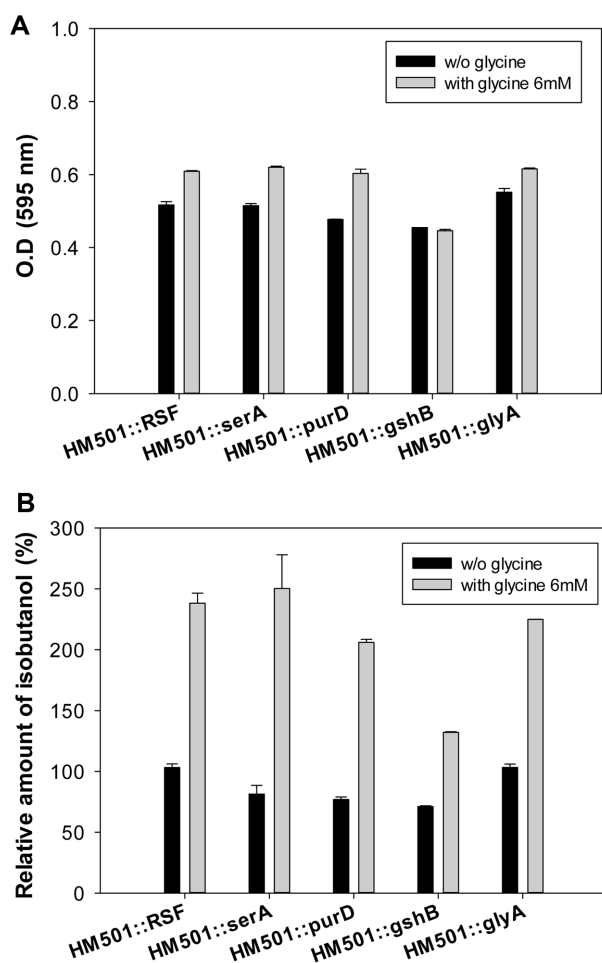 A
1.0
0.8
0.6
0.4
0.2
0.0
O.D (595 nm)
w/o glycine
with glycine 6mM
HM501::RSF
HM501::serA
HM501::purD
HM501::gshB
HM501::glyA
B
300
250
200
150
100
50
0
Relative amount of isobutanol (%)
w/o glycine
with glycine 6mM
HM501::RSF
HM501::serA
HM501::purD
HM501::gshB
HM501::glyA